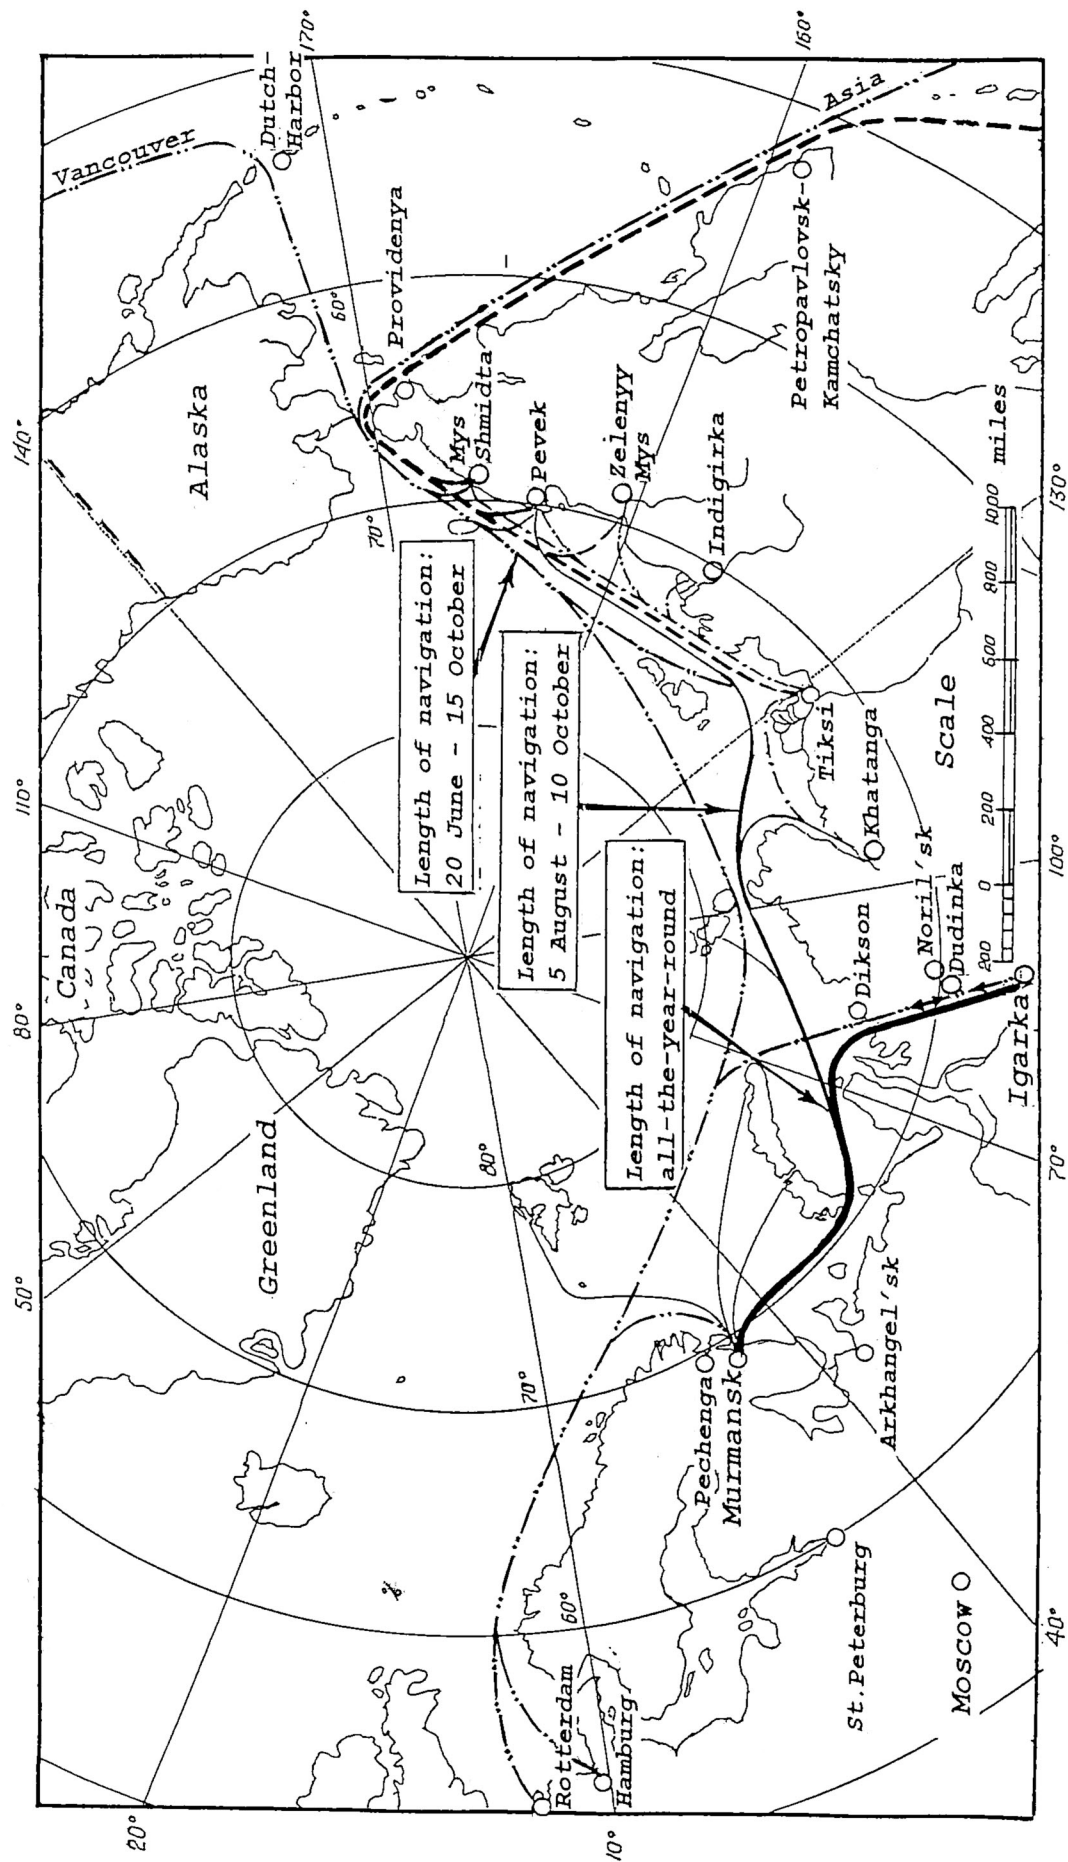 170°
160°
Vancouver
Dutch-
Harbor
Asia
Providenya
60°
Petropavlovsk-
Kamchatsky
140°
Alaska
70°
Mys
Shmidta
Pevek
Zelenyy
Mys
Indigirka
130°
Length of navigation:
20 June - 15 October
Length of navigation:
5 August - 10 October
Length of navigation:
all-the-year-round
Tiksi
Khatanga
Scale
200 0 200 400 600 800 1000 miles
110°
Canada
80°
100°
Noril'sk
Dudinka
Dikson
Igarka
70°
Greenland
80°
50°
70°
Pechenga
Murmansk
Arkhangel'sk
60°
St.Peterburg
Moscow
40°
Rotterdam
Hamburg
20°
10°